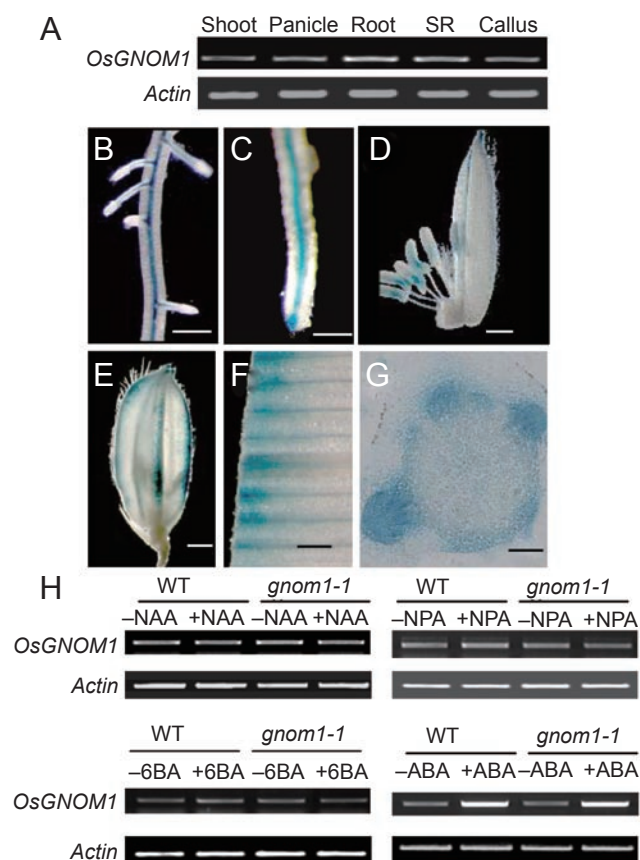 A
Shoot Panicle Root SR Callus
OsGNOM1
Actin
B
C
D
E
F
G
H
WT gnom1-1
–NAA +NAA –NAA +NAA
OsGNOM1
Actin
WT gnom1-1
–NPA +NPA –NPA +NPA
WT gnom1-1
–6BA +6BA –6BA +6BA
OsGNOM1
Actin
WT gnom1-1
–ABA +ABA –ABA +ABA